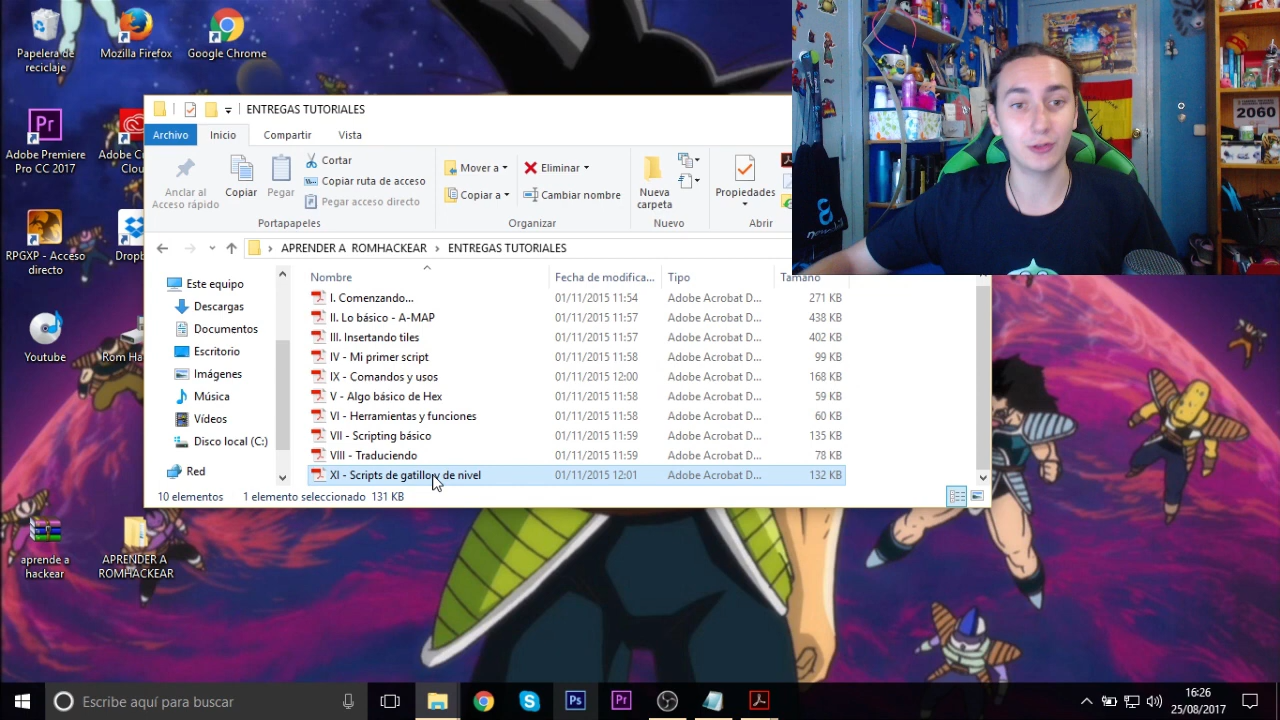 Papelera de
reciclaje
Mozilla Firefox
Google Chrome
Adobe Premiere
Pro CC 2017
Adobe C
Clou
RPGXP - Acceso
directo
Dropb
Youtube
Rom Ha
aprende a
hackear
APRENDER A
ROMHACKEAR
ENTREGAS TUTORIALES
Archivo
Inicio
Compartir
Vista
Anclar al
Acceso rápido
Copiar
Pegar
Cortar
Copiar ruta de acceso
Pegar acceso directo
Portapapeles
Mover a
Copiar a
Eliminar
Cambiar nombre
Organizar
Nueva
carpeta
Nuevo
Propiedades
Abrir
APRENDER A ROMHACKEAR
ENTREGAS TUTORIALES
Este equipo
Descargas
Documentos
Escritorio
Imágenes
Música
Vídeos
Disco local (C:)
Red
Nombre Fecha de modifica... Tipo Tamaño
I. Comenzando... 01/11/2015 11:54 Adobe Acrobat D... 271 KB
II. Lo básico - A-MAP 01/11/2015 11:57 Adobe Acrobat D... 438 KB
III. Insertando tiles 01/11/2015 11:57 Adobe Acrobat D... 402 KB
IV - Mi primer script 01/11/2015 11:58 Adobe Acrobat D... 99 KB
IX - Comandos y usos 01/11/2015 12:00 Adobe Acrobat D... 168 KB
V - Algo básico de Hex 01/11/2015 11:58 Adobe Acrobat D... 59 KB
VI - Herramientas y funciones 01/11/2015 11:58 Adobe Acrobat D... 60 KB
VII - Scripting básico 01/11/2015 11:59 Adobe Acrobat D... 135 KB
VIII - Traduciendo 01/11/2015 11:59 Adobe Acrobat D... 78 KB
XI - Scripts de gatillo y de nivel 01/11/2015 12:01 Adobe Acrobat D... 132 KB
10 elementos 1 elemento seleccionado 131 KB
2060
Escribe aquí para buscar
16:26
25/08/2017